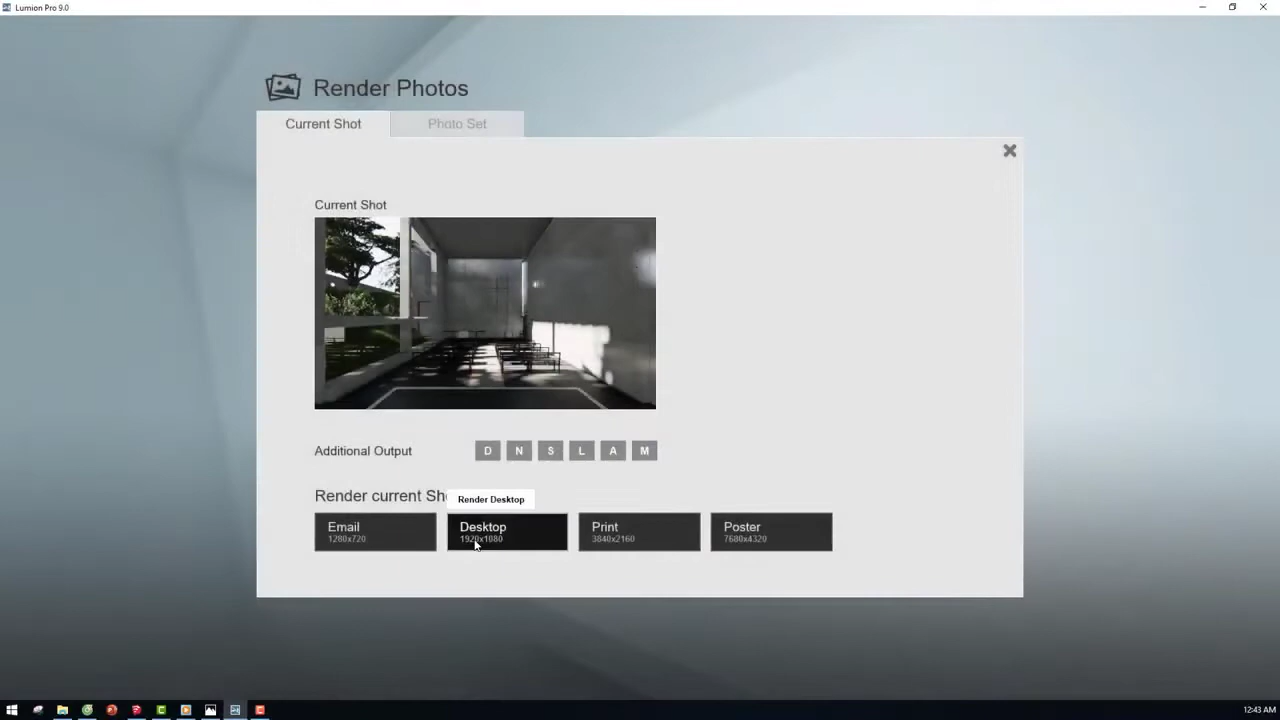 Lumion Pro 9.0
Render Photos
Current Shot
Photo Set
Current Shot
Additional Output
D N S L A M
Render current Sh
Render Desktop
Email
1280x720
Desktop
1920x1080
Print
3840x2160
Poster
7680x4320
12:43 AM